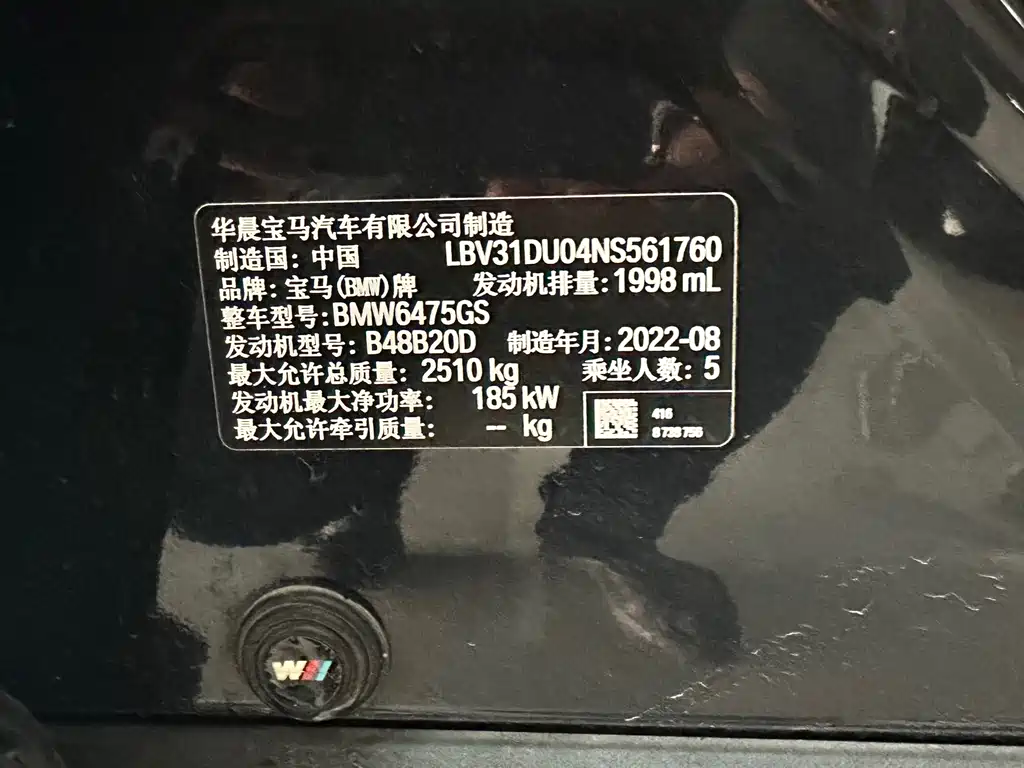 华晨宝马汽车有限公司制造
制造国: 中国 LBV31DU04NS561760
品牌: 宝马(BMW)牌 发动机排量: 1998 mL
整车型号: BMW6475GS
发动机型号: B48B20D 制造年月: 2022-08
最大允许总质量: 2510 kg 乘坐人数: 5
发动机最大净功率: 185 kW
最大允许牵引质量: -- kg
416
8738756